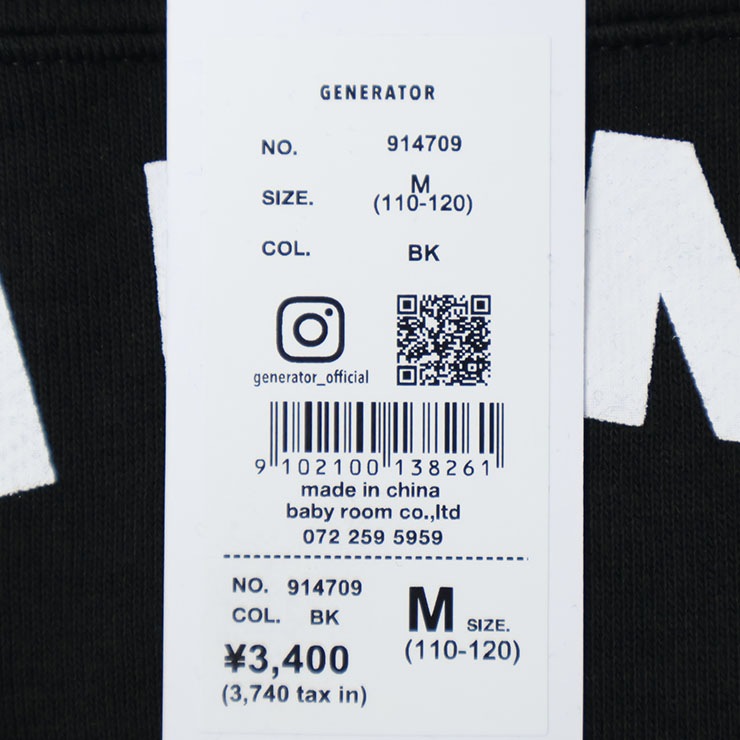 GENERATOR
NO. 914709
SIZE. M
(110-120)
COL. BK
generator_official
9 102100 138261
made in china
baby room co.,ltd
072 259 5959
NO. 914709
COL. BK
M SIZE.
(110-120)
¥3,400
(3,740 tax in)